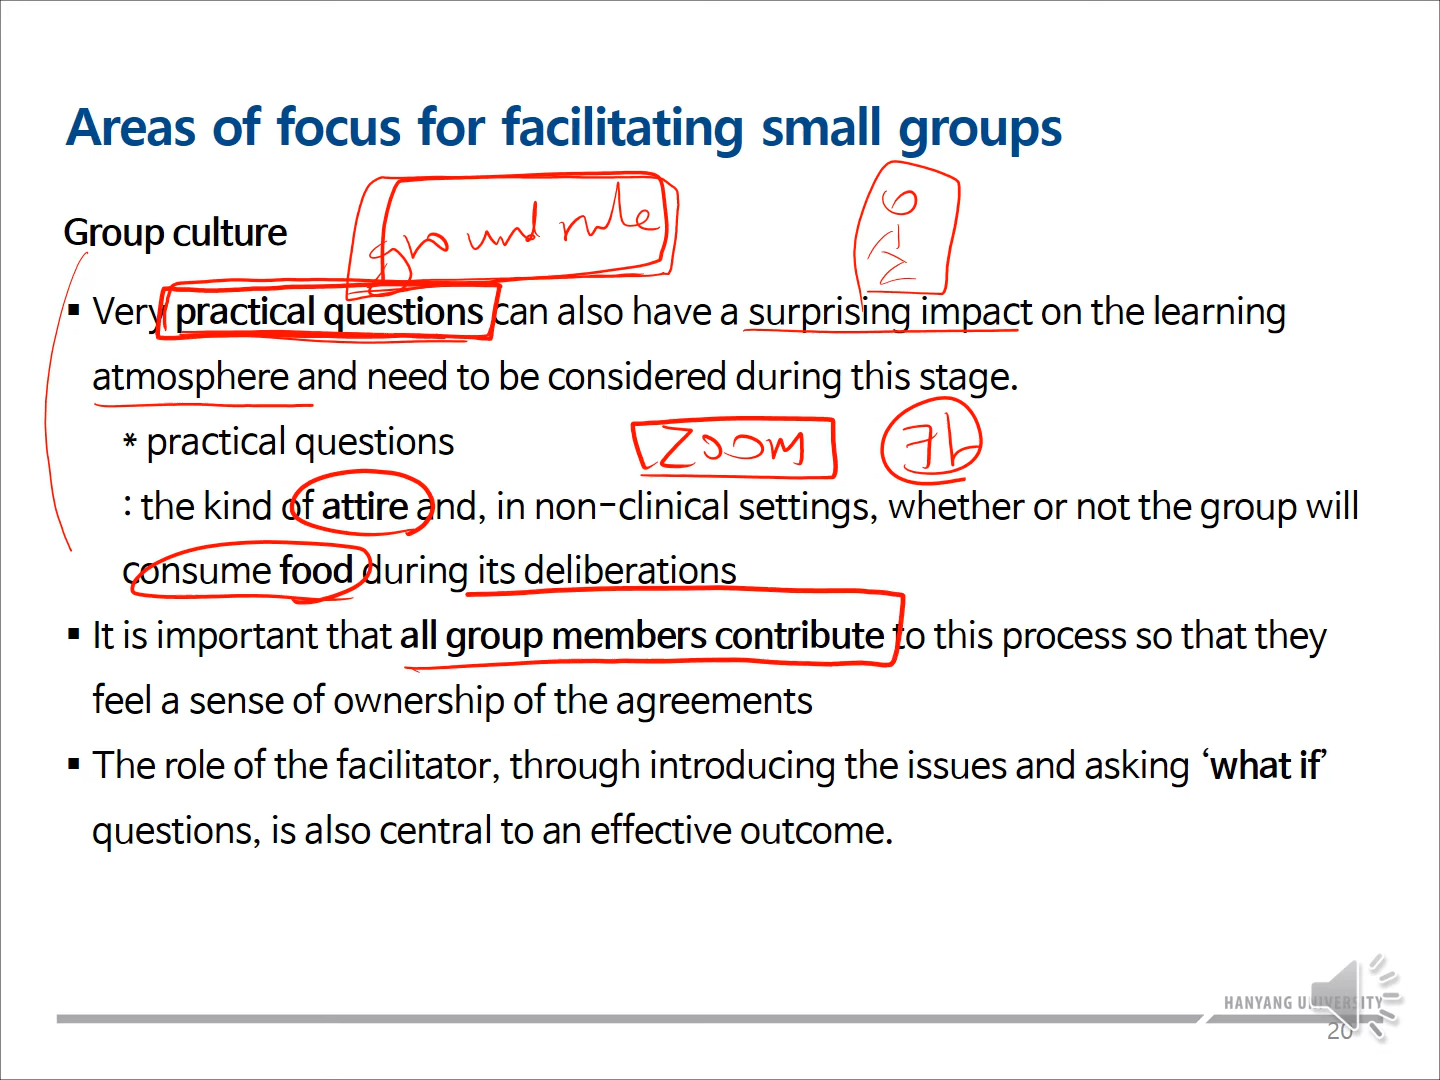 Areas of focus for facilitating small groups
Group culture
ground rule
▪ Very practical questions can also have a surprising impact on the learning
atmosphere and need to be considered during this stage.
* practical questions
ZOOM
: the kind of attire and, in non-clinical settings, whether or not the group will
consume food during its deliberations
▪ It is important that all group members contribute to this process so that they
feel a sense of ownership of the agreements
▪ The role of the facilitator, through introducing the issues and asking ‘what if’
questions, is also central to an effective outcome.
HANYANG UNIVERSITY
20